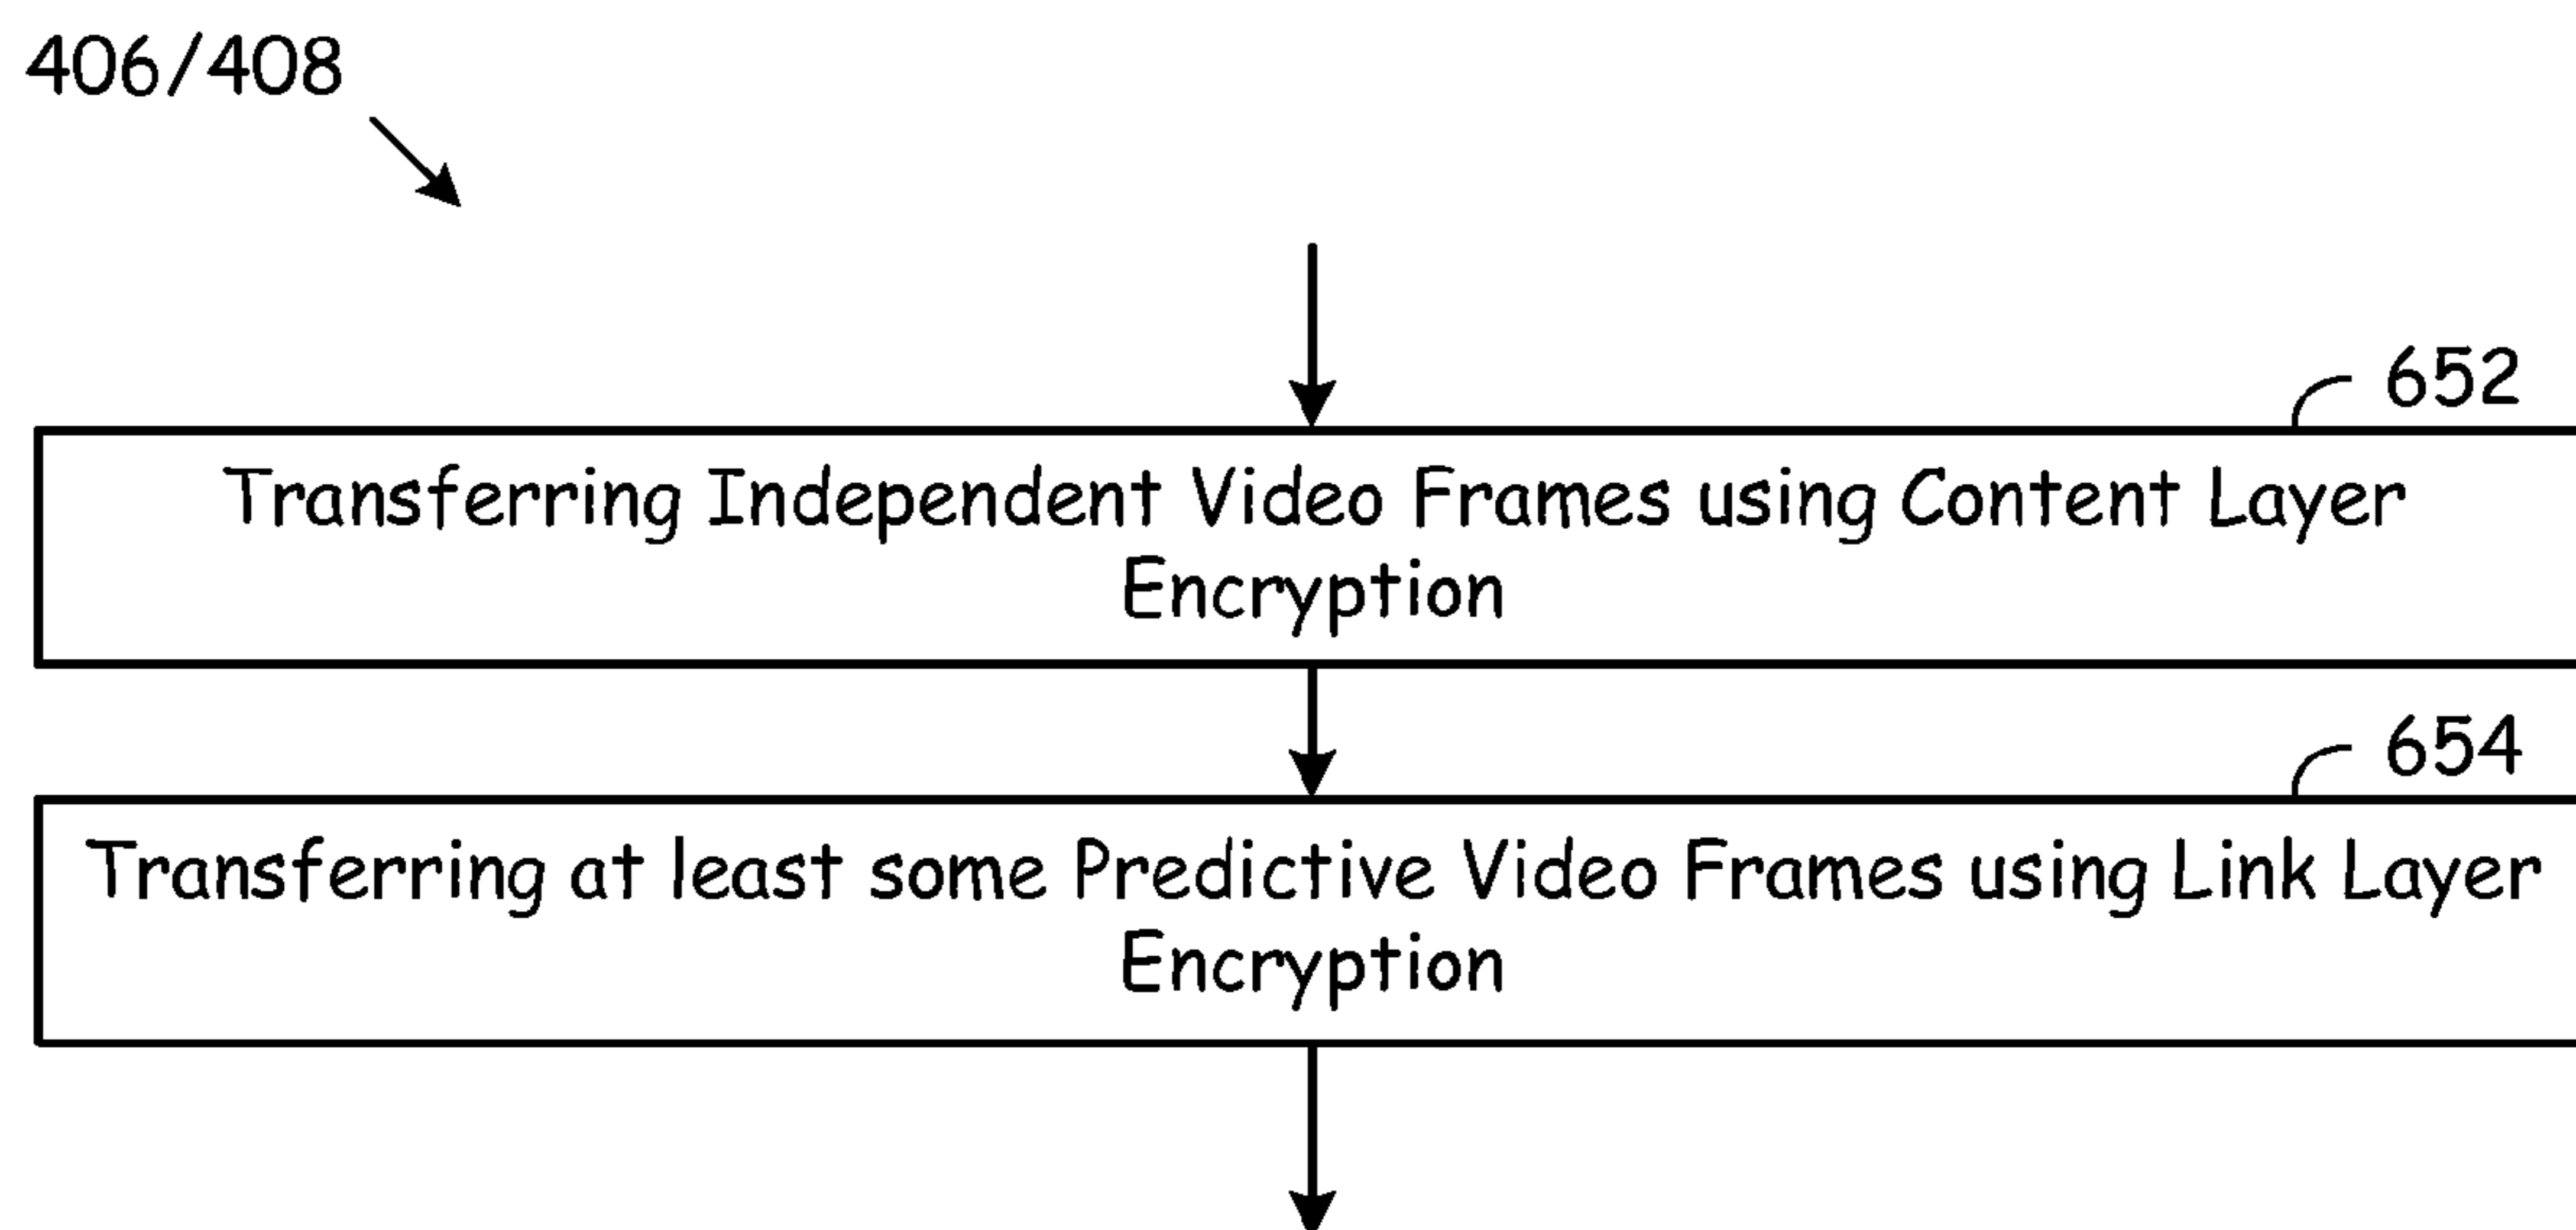 406/408
652
Transferring Independent Video Frames using Content Layer
Encryption
654
Transferring at least some Predictive Video Frames using Link Layer
Encryption